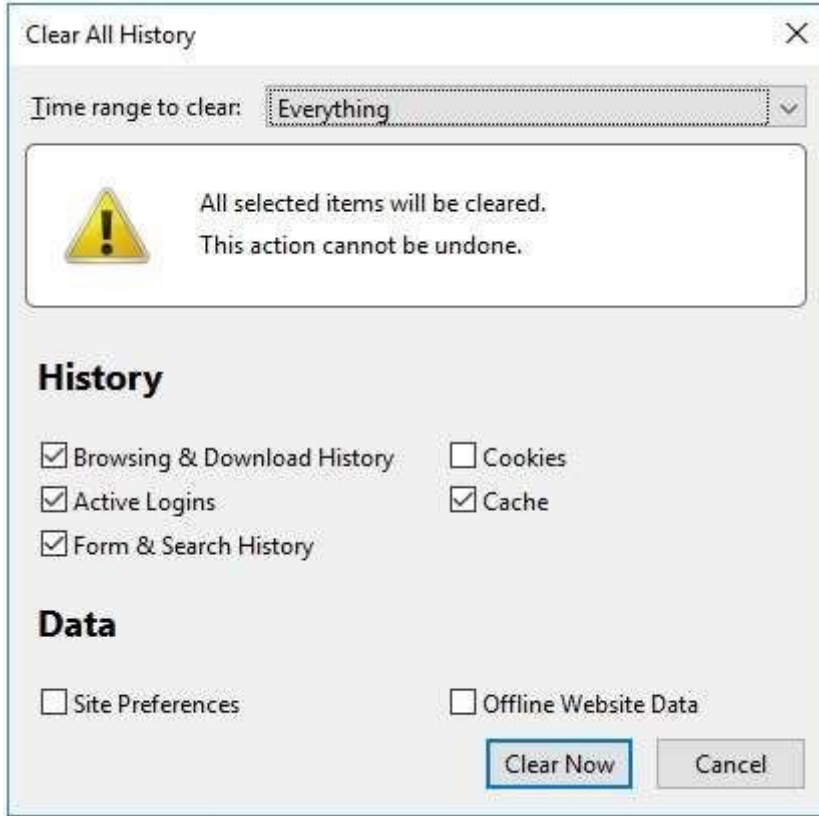 Clear All History
Time range to clear: Everything
All selected items will be cleared.
This action cannot be undone.
History
Browsing & Download History Cookies
Active Logins Cache
Form & Search History
Data
Site Preferences Offline Website Data
Clear Now Cancel